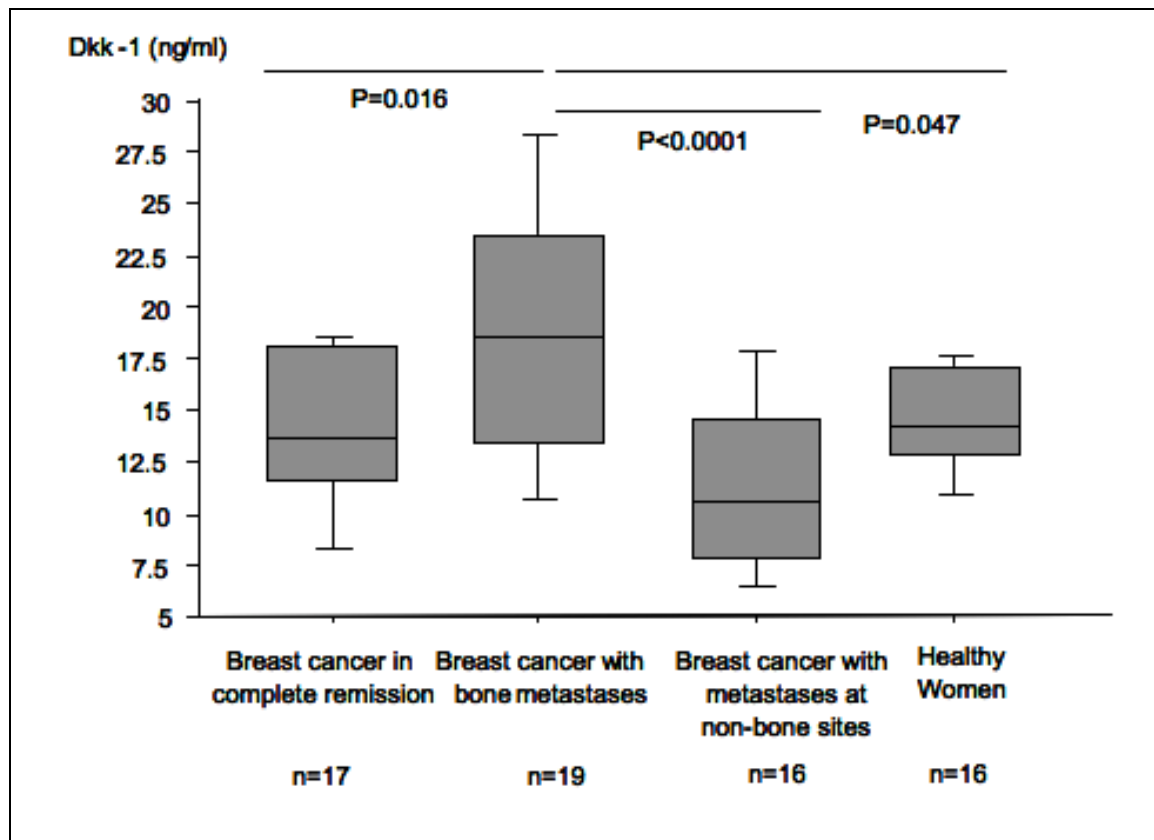 Dkk -1 (ng/ml)
P=0.016
P<0.0001
P=0.047
30
27.5
25
22.5
20
17.5
15
12.5
10
7.5
5
Breast cancer in
complete remission
n=17
Breast cancer with
bone metastases
n=19
Breast cancer with
metastases at
non-bone sites
n=16
Healthy
Women
n=16